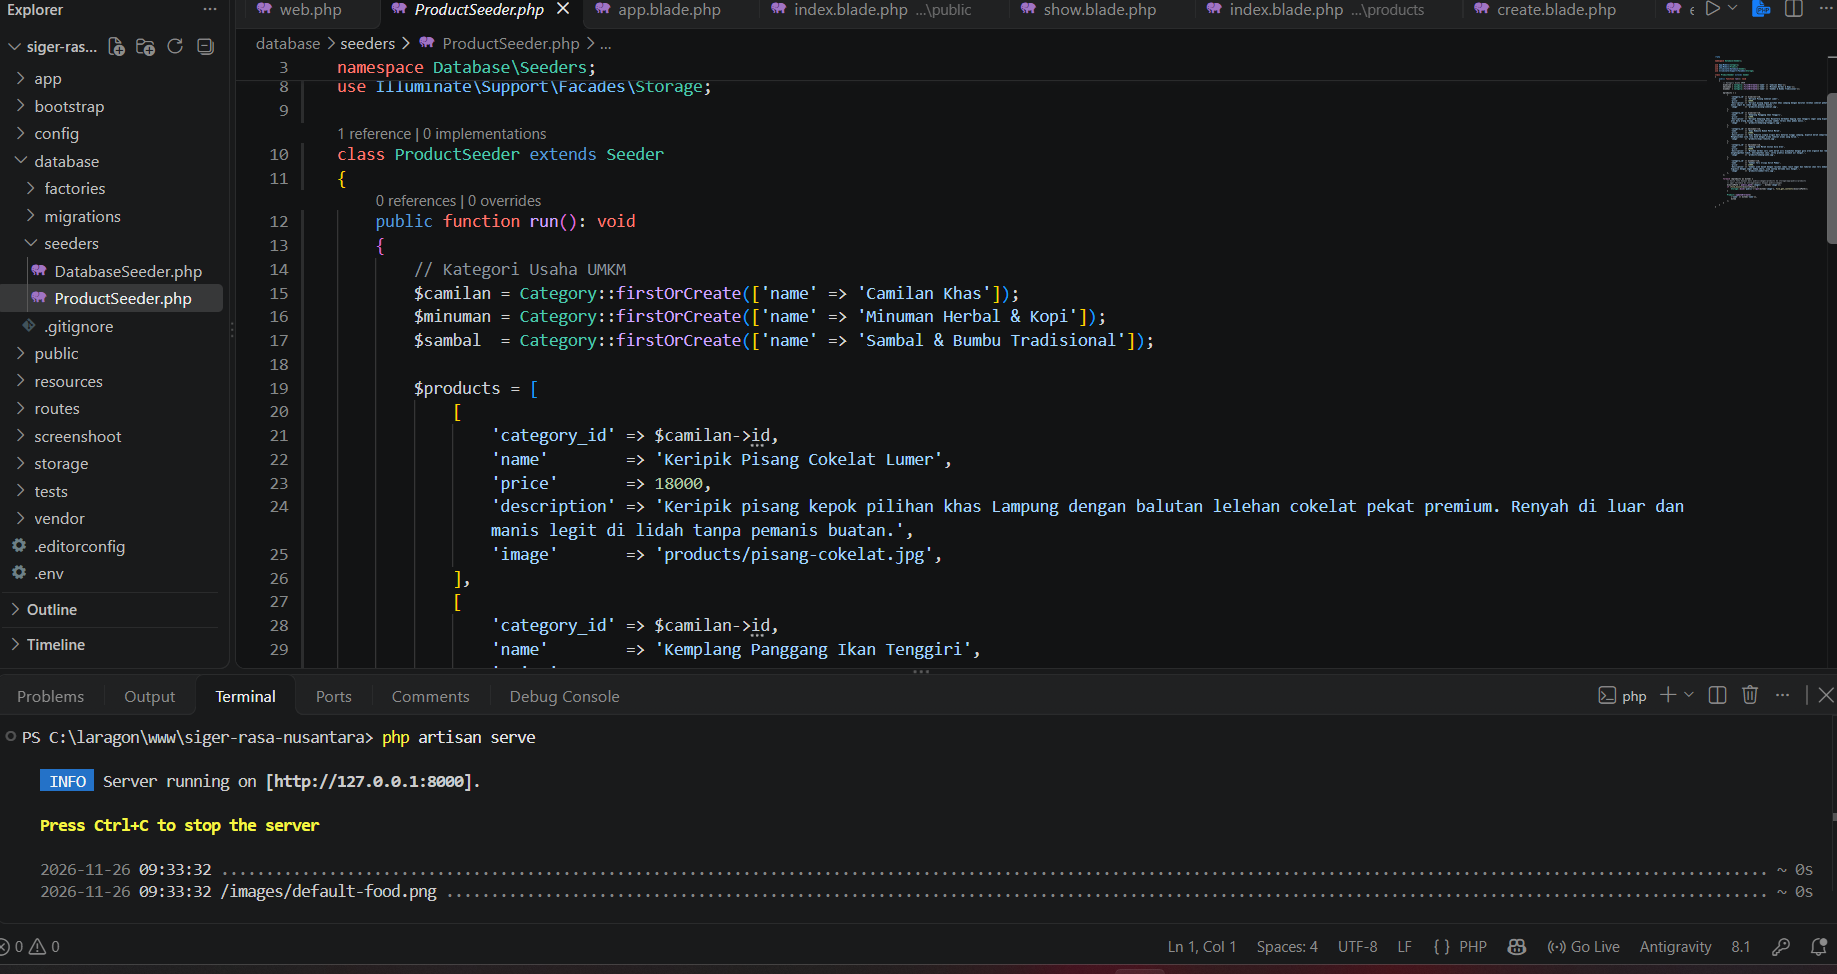 Explorer
web.php
ProductSeeder.php
app.blade.php
index.blade.php ...\public
show.blade.php
index.blade.php ...\products
create.blade.php
siger-ras...
app
bootstrap
config
database
factories
migrations
seeders
DatabaseSeeder.php
ProductSeeder.php
.gitignore
public
resources
routes
screenshoot
storage
tests
vendor
.editorconfig
.env
Outline
Timeline
database > seeders > ProductSeeder.php > ...
3 namespace Database\Seeders;
8 use Illuminate\Support\Facades\Storage;
9
1 reference | 0 implementations
10 class ProductSeeder extends Seeder
11 {
0 references | 0 overrides
12 public function run(): void
13 {
14 // Kategori Usaha UMKM
15 $camilan = Category::firstOrCreate(['name' => 'Camilan Khas']);
16 $minuman = Category::firstOrCreate(['name' => 'Minuman Herbal & Kopi']);
17 $sambal  = Category::firstOrCreate(['name' => 'Sambal & Bumbu Tradisional']);
18
19 $products = [
20 [
21 'category_id' => $camilan->id,
22 'name'        => 'Keripik Pisang Cokelat Lumer',
23 'price'       => 18000,
24 'description' => 'Keripik pisang kepok pilihan khas Lampung dengan balutan lelehan cokelat pekat premium. Renyah di luar dan
manis legit di lidah tanpa pemanis buatan.',
25 'image'       => 'products/pisang-cokelat.jpg',
26 ],
27 [
28 'category_id' => $camilan->id,
29 'name'        => 'Kemplang Panggang Ikan Tenggiri',
Problems Output Terminal Ports Comments Debug Console
php
PS C:\laragon\www\siger-rasa-nusantara> php artisan serve
INFO Server running on [http://127.0.0.1:8000].
Press Ctrl+C to stop the server
2026-11-26 09:33:32 ........ ~ 0s
2026-11-26 09:33:32 /images/default-food.png ........ ~ 0s
0 0
Ln 1, Col 1 Spaces: 4 UTF-8 LF { } PHP Go Live Antigravity 8.1